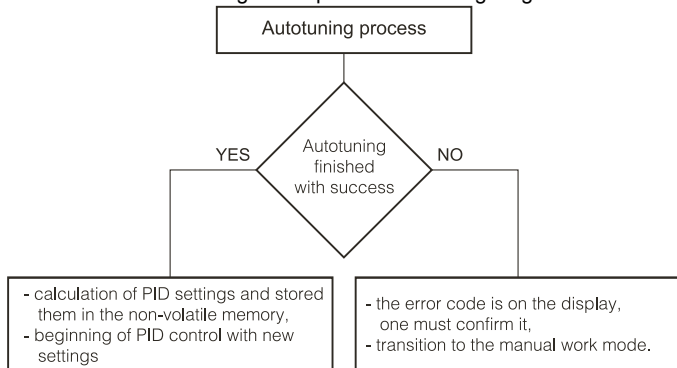 Autotuning process
YES
Autotuning
finished
with success
NO
- calculation of PID settings and stored
them in the non-volatile memory,
- beginning of PID control with new
settings
- the error code is on the display,
one must confirm it,
- transition to the manual work mode.